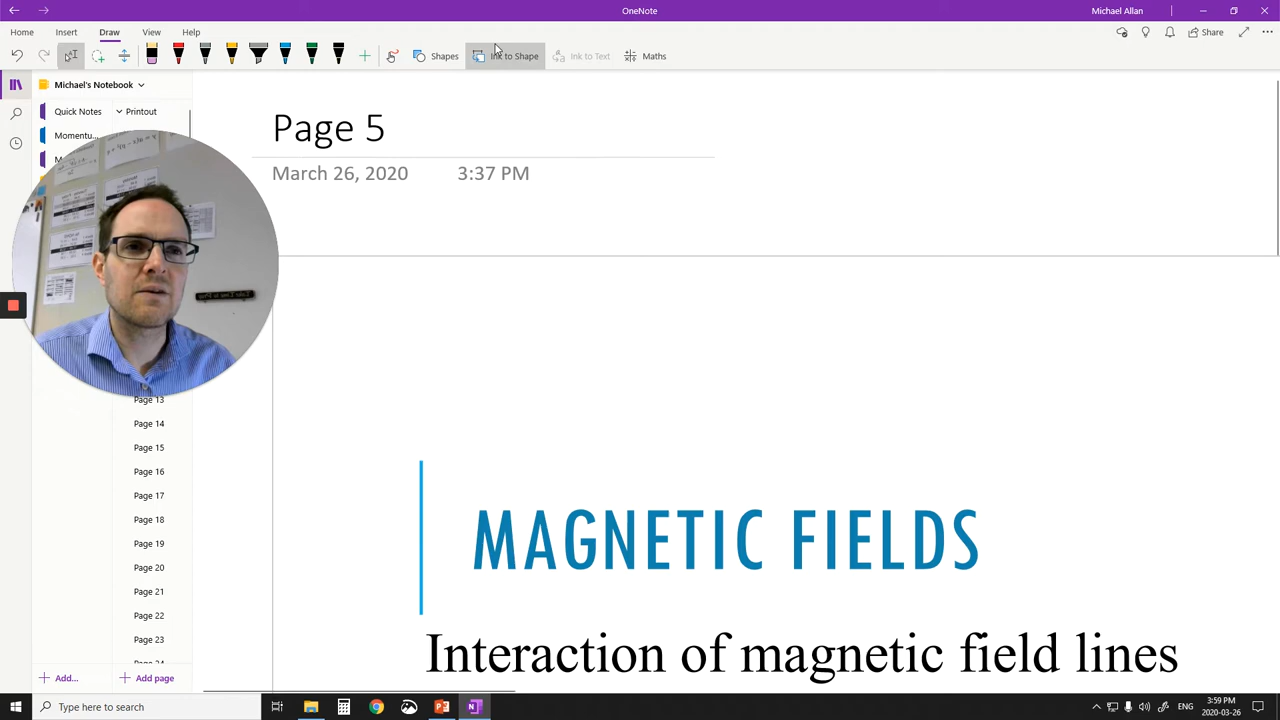 OneNote
Michael Allan
Home Insert Draw View Help
Share
Shapes Ink to Shape Ink to Text Maths
Michael's Notebook
Quick Notes
Printout
Momentu...
Page 5
March 26, 2020 3:37 PM
Page 13
Page 14
Page 15
Page 16
Page 17
Page 18
Page 19
Page 20
Page 21
Page 22
Page 23
MAGNETIC FIELDS
Interaction of magnetic field lines
Add...
Add page
Type here to search
ENG
3:59 PM
2020-03-26